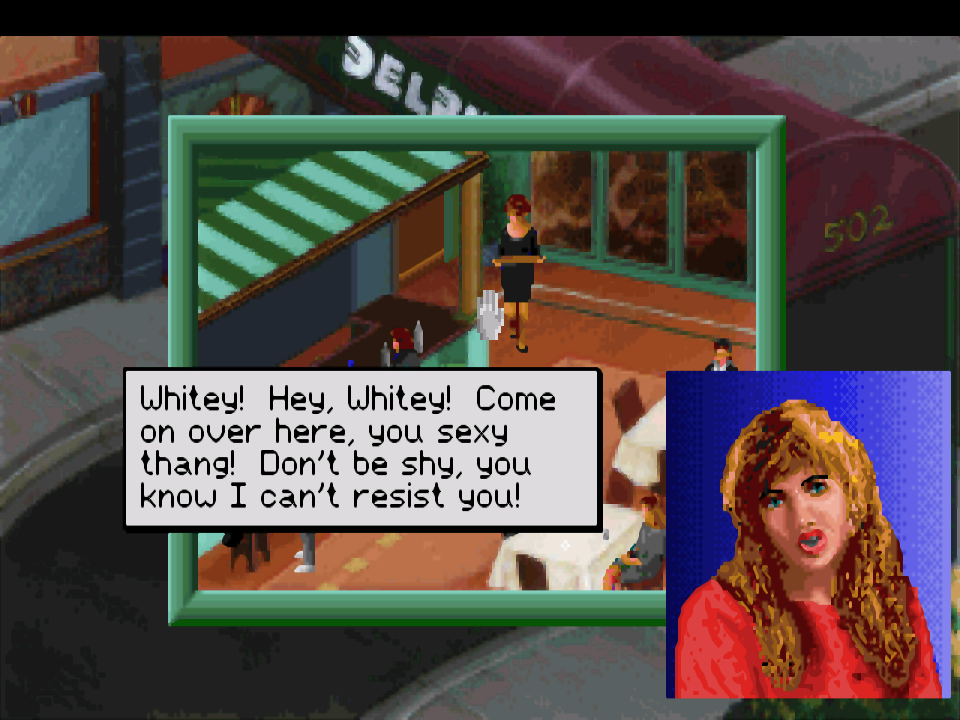 502
Whitey!  Hey, Whitey!  Come
on over here, you sexy
thang!  Don't be shy, you
know I can't resist you!